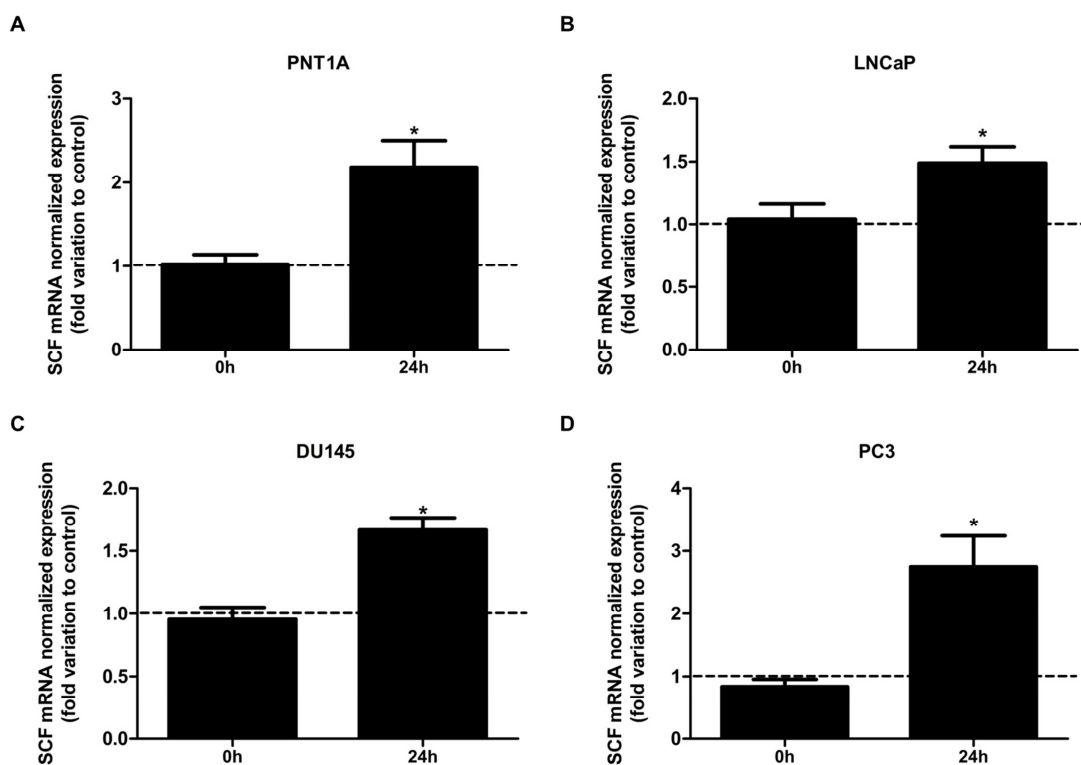 A
PNT1A
SCF mRNA normalized expression
(fold variation to control)
3
2
1
0
*
0h
24h
B
LNCaP
SCF mRNA normalized expression
(fold variation to control)
2.0
1.5
1.0
0.5
0.0
*
0h
24h
C
DU145
SCF mRNA normalized expression
(fold variation to control)
2.0
1.5
1.0
0.5
0.0
*
0h
24h
D
PC3
SCF mRNA normalized expression
(fold variation to control)
4
3
2
1
0
*
0h
24h